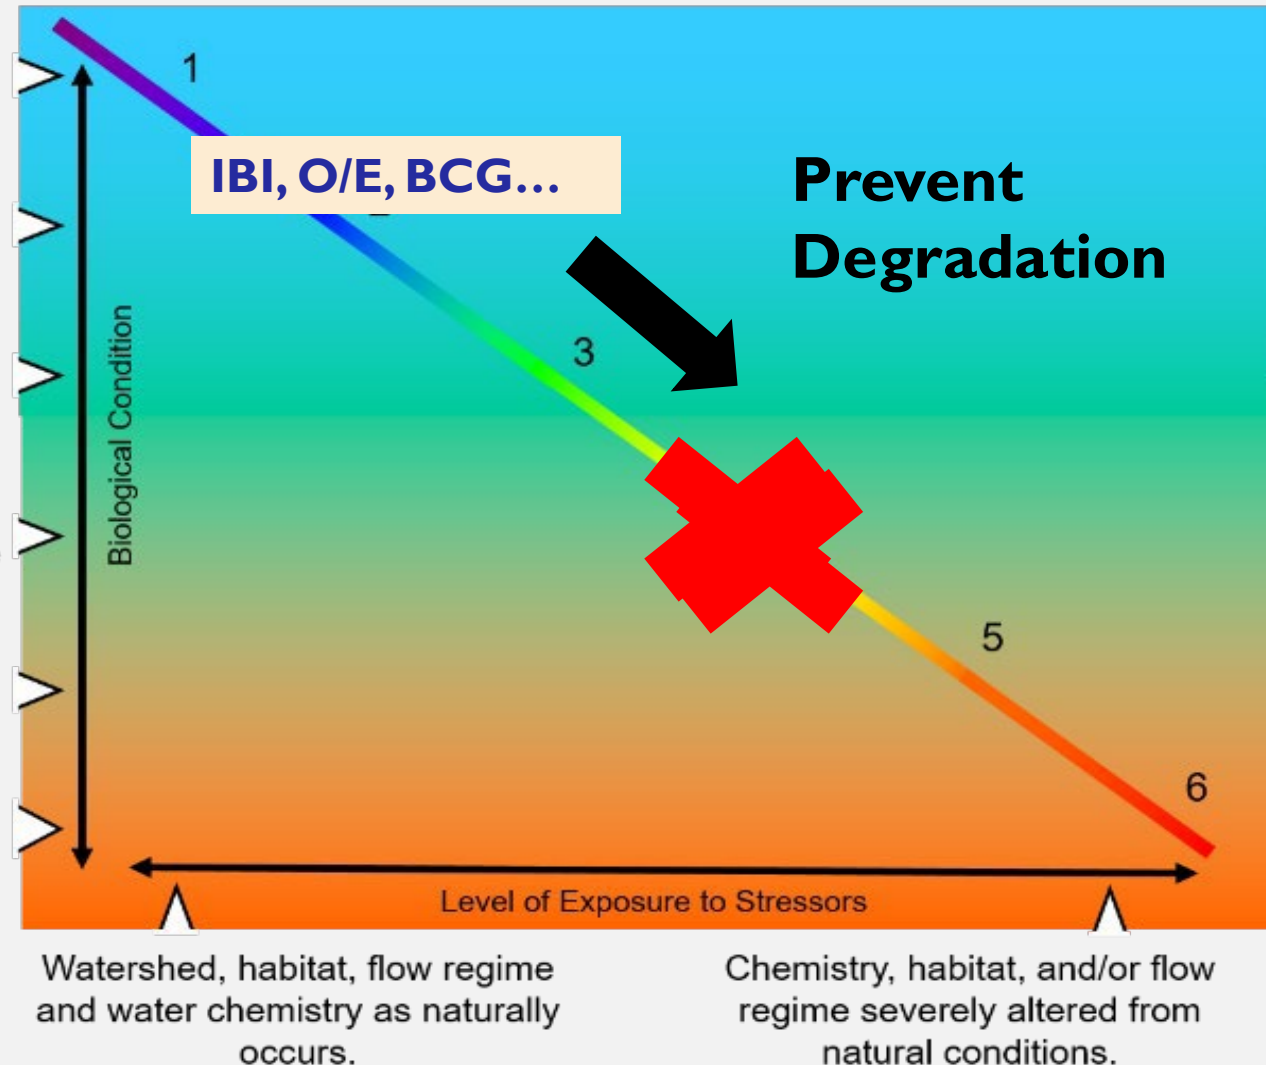 1
IBI, O/E, BCG...
Prevent
Degradation
3
Biological Condition
5
6
Level of Exposure to Stressors
Watershed, habitat, flow regime
and water chemistry as naturally
occurs.
Chemistry, habitat, and/or flow
regime severely altered from
natural conditions.